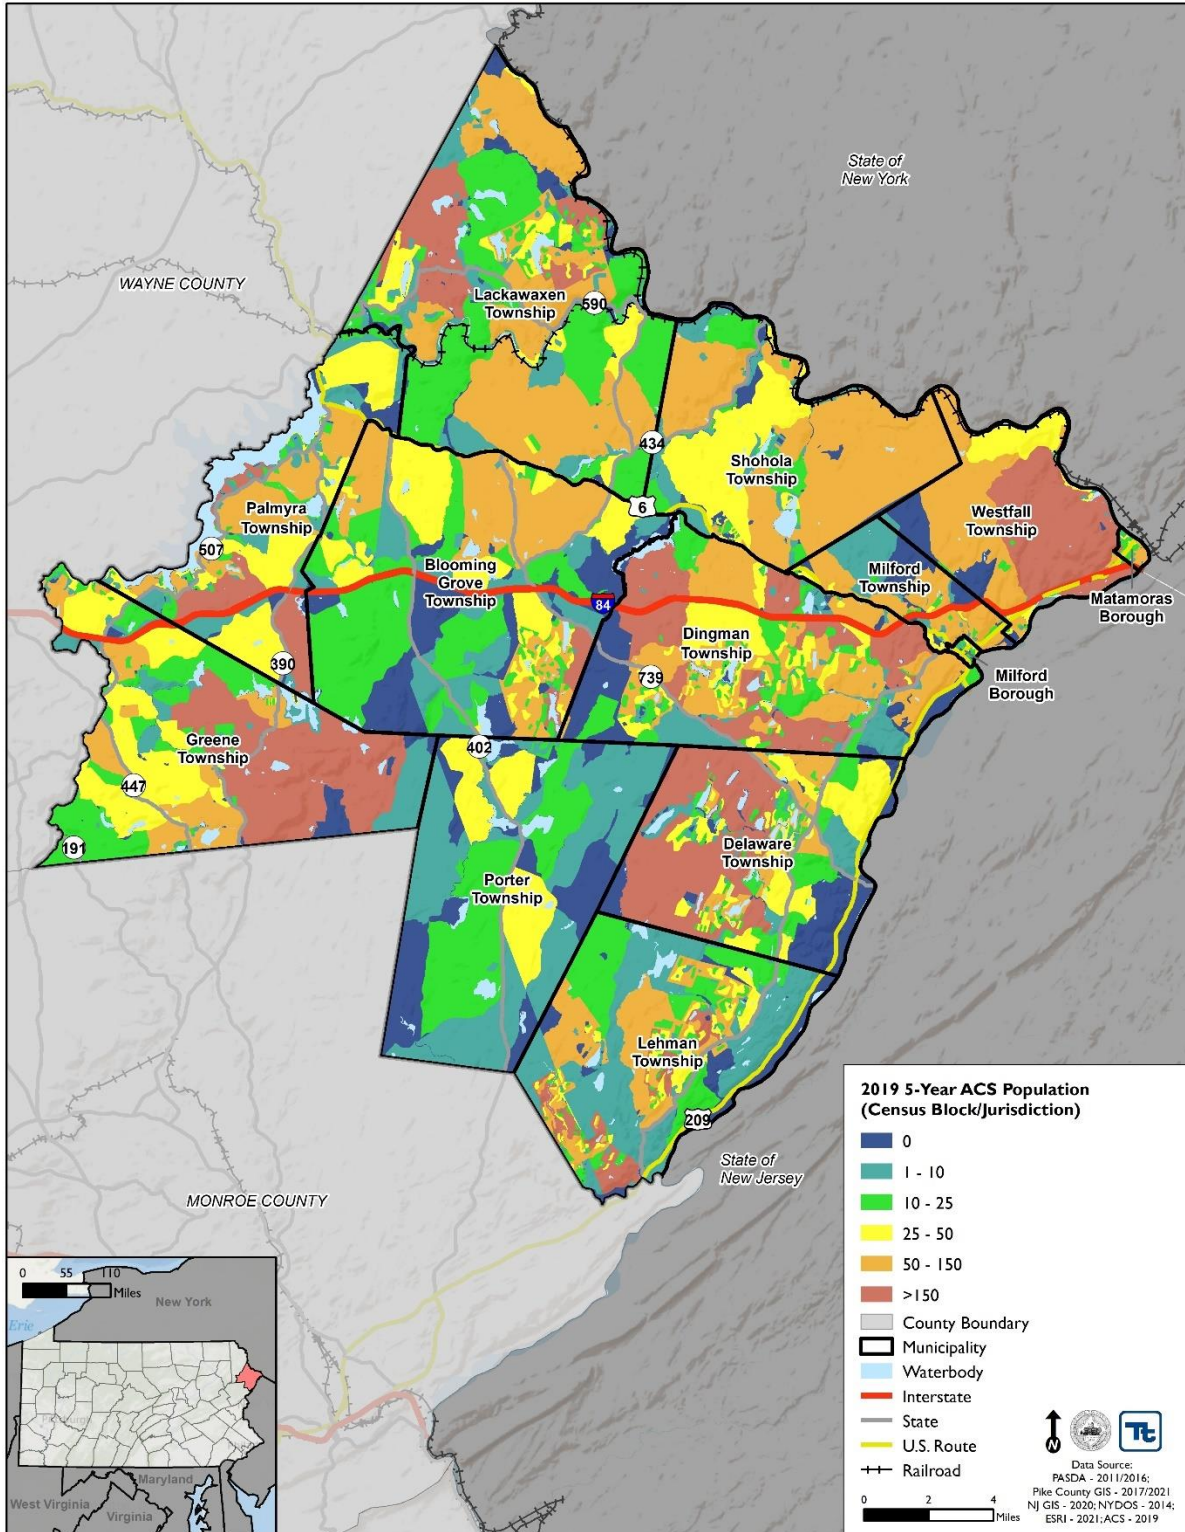 State of
New York
WAYNE COUNTY
Lackawaxen
Township
590
434
Shohola
Township
6
Palmyra
Township
507
Westfall
Township
Blooming
Grove
Township
Milford
Township
84
Matamoras
Borough
Dingman
Township
390
739
Milford
Borough
Greene
Township
402
447
191
Delaware
Township
Porter
Township
Lehman
Township
209
State of
New Jersey
MONROE COUNTY
2019 5-Year ACS Population
(Census Block/Jurisdiction)
0
1 - 10
10 - 25
25 - 50
50 - 150
>150
County Boundary
Municipality
Waterbody
Interstate
State
U.S. Route
Railroad
N
Tt
Data Source:
PASDA - 2011/2016;
Pike County GIS - 2017/2021
NJ GIS - 2020; NYDOS - 2014;
ESRI - 2021; ACS - 2019
0 2 4
Miles
0 55 110
Miles
New York
Erie
Maryland
West Virginia
Virginia